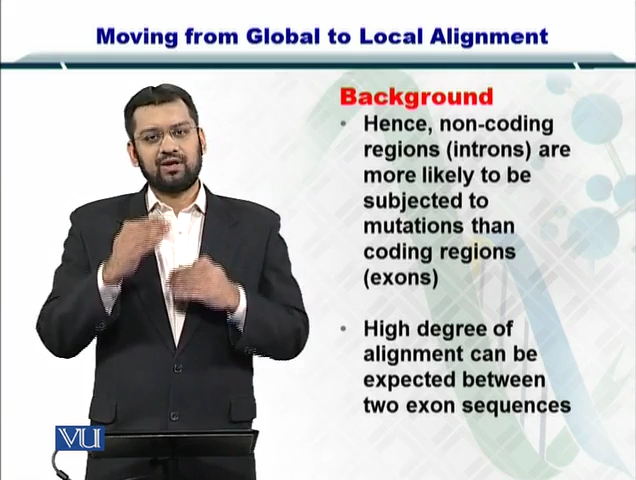 Moving from Global to Local Alignment
Background
• Hence, non-coding
regions (introns) are
more likely to be
subjected to
mutations than
coding regions
(exons)
• High degree of
alignment can be
expected between
two exon sequences
VU